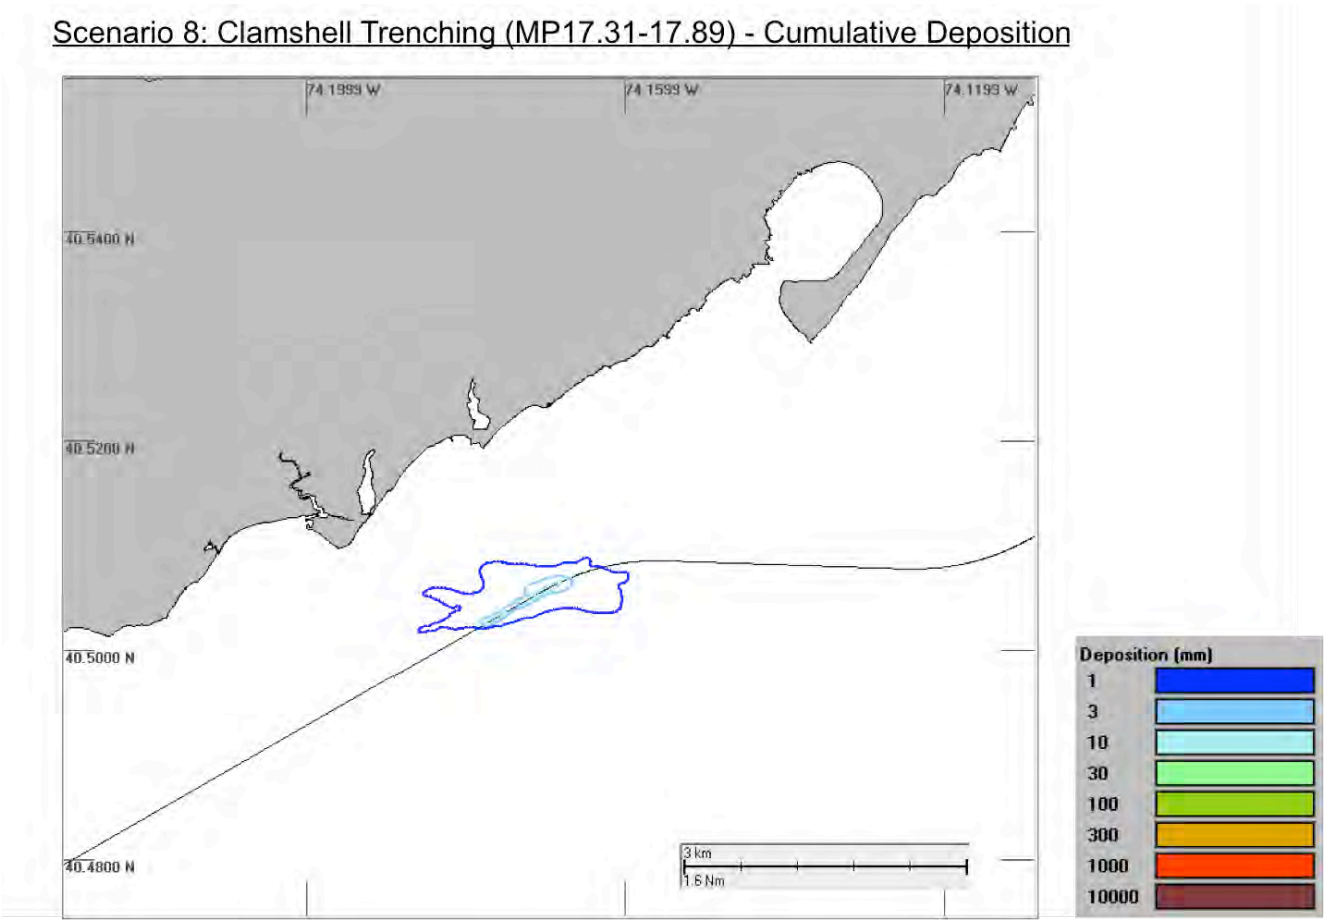 Scenario 8: Clamshell Trenching (MP17.31-17.89) - Cumulative Deposition
74.1999 W
74.1599 W
74.1199 W
40.5400 N
40.5200 N
40.5000 N
40.4800 N
3 km
1.6 Nm
Deposition (mm)
1
3
10
30
100
300
1000
10000